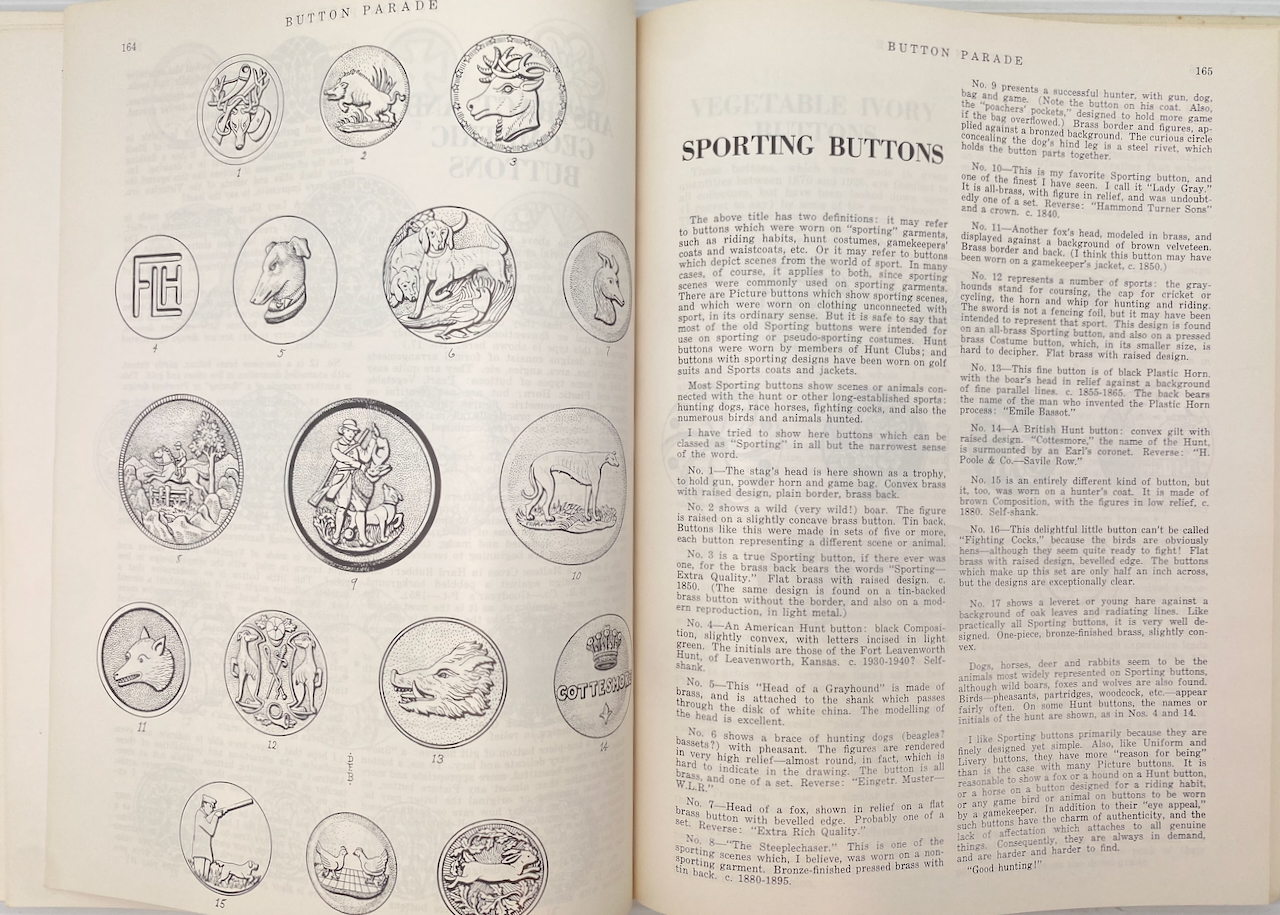 BUTTON PARADE
164
1
2
3
FLH
4
5
6
7
8
9
10
COTTESMORE
11
12
13
14
D
F
B
15
BUTTON PARADE
165
SPORTING BUTTONS
The above title has two definitions: it may refer
to buttons which were worn on "sporting" garments,
such as riding habits, hunt costumes, gamekeepers'
coats and waistcoats, etc. Or it may refer to buttons
which depict scenes from the world of sport. In many
cases, of course, it applies to both, since sporting
scenes were commonly used on sporting garments.
There are Picture buttons which show sporting scenes,
and which were worn on clothing unconnected with
sport, in its ordinary sense. But it is safe to say that
most of the old Sporting buttons were intended for
use on sporting or pseudo-sporting costumes. Hunt
buttons were worn by members of Hunt Clubs; and
buttons with sporting designs have been worn on golf
suits and Sports coats and jackets.
Most Sporting buttons show scenes or animals con-
nected with the hunt or other long-established sports:
hunting dogs, race horses, fighting cocks, and also the
numerous birds and animals hunted.
I have tried to show here buttons which can be
classed as "Sporting" in all but the narrowest sense
of the word.
No. 1—The stag's head is here shown as a trophy,
to hold gun, powder horn and game bag. Convex brass
with raised design, plain border, brass back.
No. 2 shows a wild (very wild!) boar. The figure
is raised on a slightly concave brass button. Tin back.
Buttons like this were made in sets of five or more,
each button representing a different scene or animal.
No. 3 is a true Sporting button, if there ever was
one, for the brass back bears the words "Sporting—
Extra Quality." Flat brass with raised design. c.
1850. (The same design is found on a tin-backed
brass button without the border, and also on a mod-
ern reproduction, in light metal.)
No. 4—An American Hunt button: black Composi-
tion, slightly convex, with letters incised in light
green. The initials are those of the Fort Leavenworth
Hunt, of Leavenworth, Kansas. c. 1930-1940? Self-
shank.
No. 5—This "Head of a Grayhound" is made of
brass, and is attached to the shank which passes
through the disk of white china. The modelling of
the head is excellent.
No. 6 shows a brace of hunting dogs (beagles?
bassets?) with pheasant. The figures are rendered
in very high relief—almost round, in fact, which is
hard to indicate in the drawing. The button is all
brass, and one of a set. Reverse: "Eingetr. Muster—
W.L.R."
No. 7—Head of a fox, shown in relief on a flat
brass button with bevelled edge. Probably one of a
set. Reverse: "Extra Rich Quality."
No. 8—"The Steeplechaser." This is one of the
sporting scenes which, I believe, was worn on a non-
sporting garment. Bronze-finished pressed brass with
tin back. c. 1880-1895.
No. 9 presents a successful hunter, with gun, dog,
bag and game. (Note the button on his coat. Also,
the "poachers' pockets," designed to hold more game
if the bag overflowed.) Brass border and figures, ap-
plied against a bronzed background. The curious circle
concealing the dog's hind leg is a steel rivet, which
holds the button parts together.
No. 10—This is my favorite Sporting button, and
one of the finest I have seen. I call it "Lady Gray."
It is all-brass, with figure in relief, and was undoubt-
edly one of a set. Reverse: "Hammond Turner Sons"
and a crown. c. 1840.
No. 11—Another fox's head, modeled in brass, and
displayed against a background of brown velveteen.
Brass border and back. (I think this button may have
been worn on a gamekeeper's jacket, c. 1850.)
No. 12 represents a number of sports: the gray-
hounds stand for coursing, the cap for cricket or
cycling, the horn and whip for hunting and riding.
The sword is not a fencing foil, but it may have been
intended to represent that sport. This design is found
on an all-brass Sporting button, and also on a pressed
brass Costume button, which, in its smaller size, is
hard to decipher. Flat brass with raised design.
No. 13—This fine button is of black Plastic Horn,
with the boar's head in relief against a background
of fine parallel lines. c. 1855-1865. The back bears
the name of the man who invented the Plastic Horn
process: "Emile Bassot."
No. 14—A British Hunt button: convex gilt with
raised design. "Cottesmore," the name of the Hunt,
is surmounted by an Earl's coronet. Reverse: "H.
Poole & Co.—Savile Row."
No. 15 is an entirely different kind of button, but
it, too, was worn on a hunter's coat. It is made of
brown Composition, with the figures in low relief, c.
1880. Self-shank.
No. 16—This delightful little button can't be called
"Fighting Cocks," because the birds are obviously
hens—although they seem quite ready to fight! Flat
brass with raised design, bevelled edge. The buttons
which make up this set are only half an inch across,
but the designs are exceptionally clear.
No. 17 shows a leveret or young hare against a
background of oak leaves and radiating lines. Like
practically all Sporting buttons, it is very well de-
signed. One-piece, bronze-finished brass, slightly con-
vex.
Dogs, horses, deer and rabbits seem to be the
animals most widely represented on Sporting buttons,
although wild boars, foxes and wolves are also found.
Birds—pheasants, partridges, woodcock, etc.—appear
fairly often. On some Hunt buttons, the names or
initials of the hunt are shown, as in Nos. 4 and 14.
I like Sporting buttons primarily because they are
finely designed yet simple. Also, like Uniform and
Livery buttons, they have more "reason for being"
than is the case with many Picture buttons. It is
reasonable to show a fox or a hound on a Hunt button,
or a horse on a button designed for a riding habit,
or any game bird or animal on buttons to be worn
by a gamekeeper. In addition to their "eye appeal,"
such buttons have the charm of authenticity, and the
lack of affectation which attaches to all genuine
things. Consequently, they are always in demand,
and are harder and harder to find.
"Good hunting!"